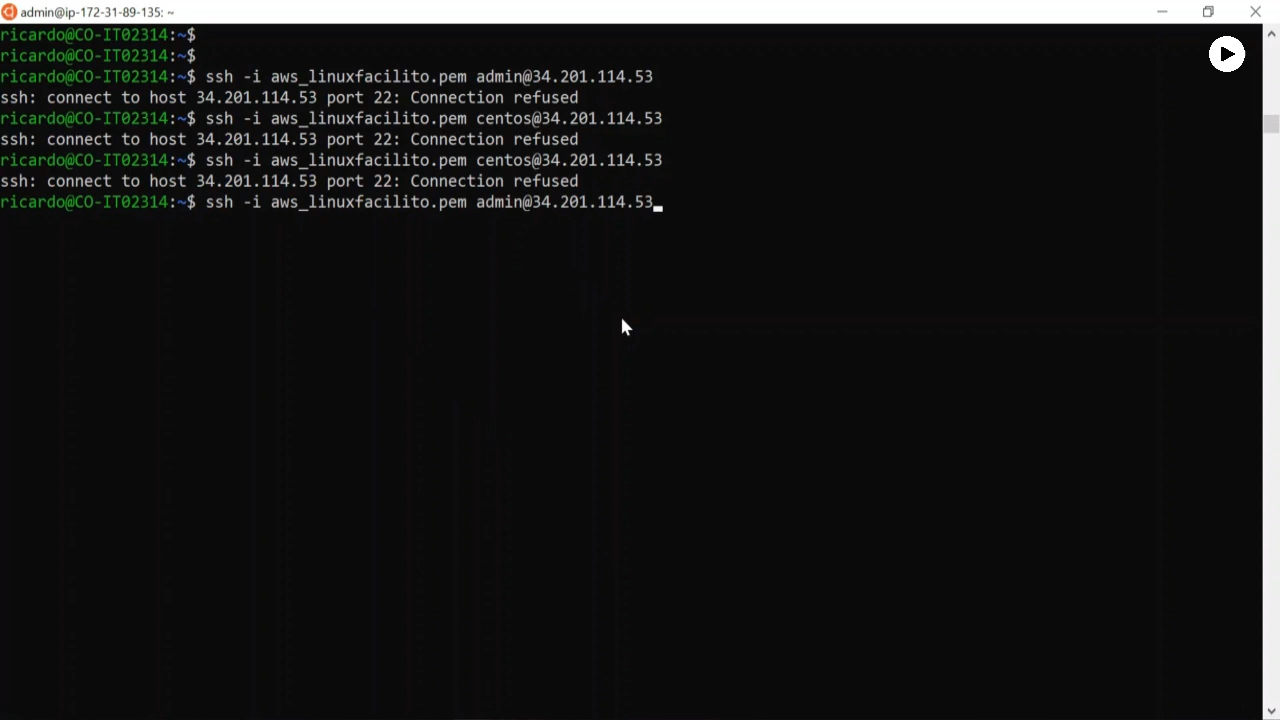 admin@ip-172-31-89-135: ~
ricardo@CO-IT02314:~$
ricardo@CO-IT02314:~$
ricardo@CO-IT02314:~$ ssh -i aws_linuxfacilito.pem admin@34.201.114.53
ssh: connect to host 34.201.114.53 port 22: Connection refused
ricardo@CO-IT02314:~$ ssh -i aws_linuxfacilito.pem centos@34.201.114.53
ssh: connect to host 34.201.114.53 port 22: Connection refused
ricardo@CO-IT02314:~$ ssh -i aws_linuxfacilito.pem centos@34.201.114.53
ssh: connect to host 34.201.114.53 port 22: Connection refused
ricardo@CO-IT02314:~$ ssh -i aws_linuxfacilito.pem admin@34.201.114.53